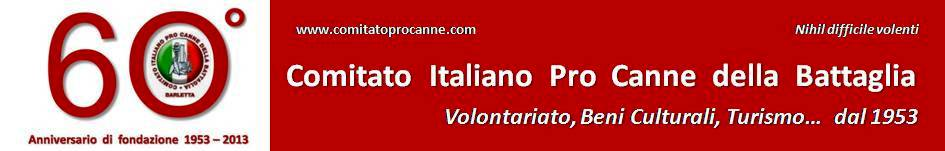 60°
COMITATO ITALIANO PRO CANNE DELLA BATTAGLIA
BARLETTA
Anniversario di fondazione 1953 – 2013
www.comitatoprocanne.com
Nihil difficile volenti
Comitato Italiano Pro Canne della Battaglia
Volontariato, Beni Culturali, Turismo... dal 1953